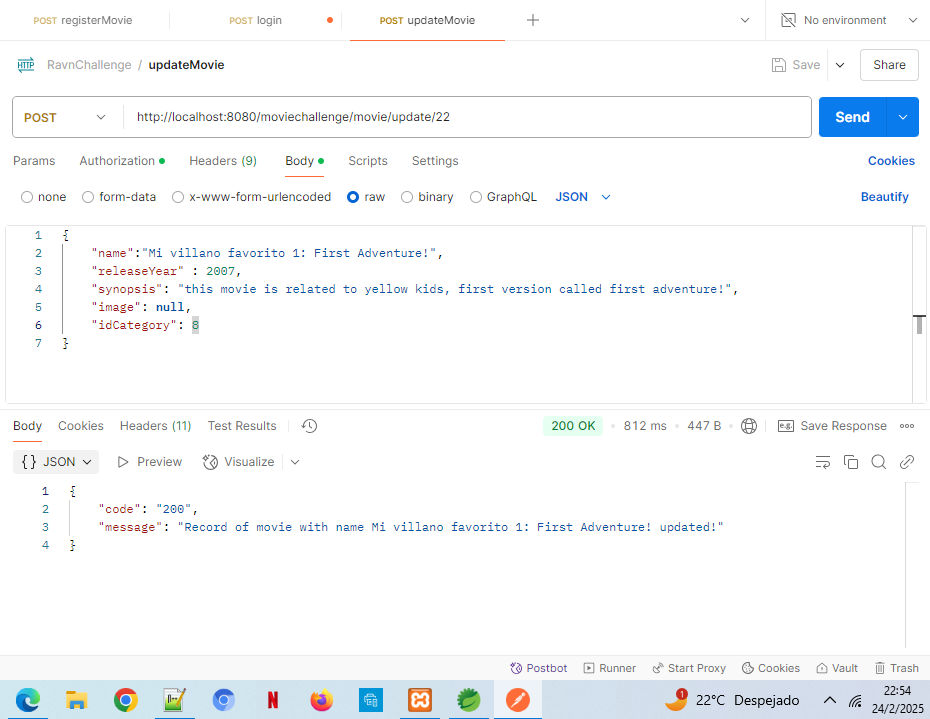 POST registerMovie
POST login
POST updateMovie
No environment
HTTP RavnChallenge / updateMovie
Save
Share
POST
http://localhost:8080/moviechallenge/movie/update/22
Send
Params Authorization Headers (9) Body Scripts Settings
Cookies
none form-data x-www-form-urlencoded raw binary GraphQL JSON
Beautify
1 {
2 "name":"Mi villano favorito 1: First Adventure!",
3 "releaseYear" : 2007,
4 "synopsis": "this movie is related to yellow kids, first version called first adventure!",
5 "image": null,
6 "idCategory": 8
7 }
Body Cookies Headers (11) Test Results
200 OK • 812 ms • 447 B
e.g. Save Response
{} JSON Preview Visualize
1 {
2 "code": "200",
3 "message": "Record of movie with name Mi villano favorito 1: First Adventure! updated!"
4 }
Postbot Runner Start Proxy Cookies Vault Trash
1
22°C Despejado
22:54
24/2/2025